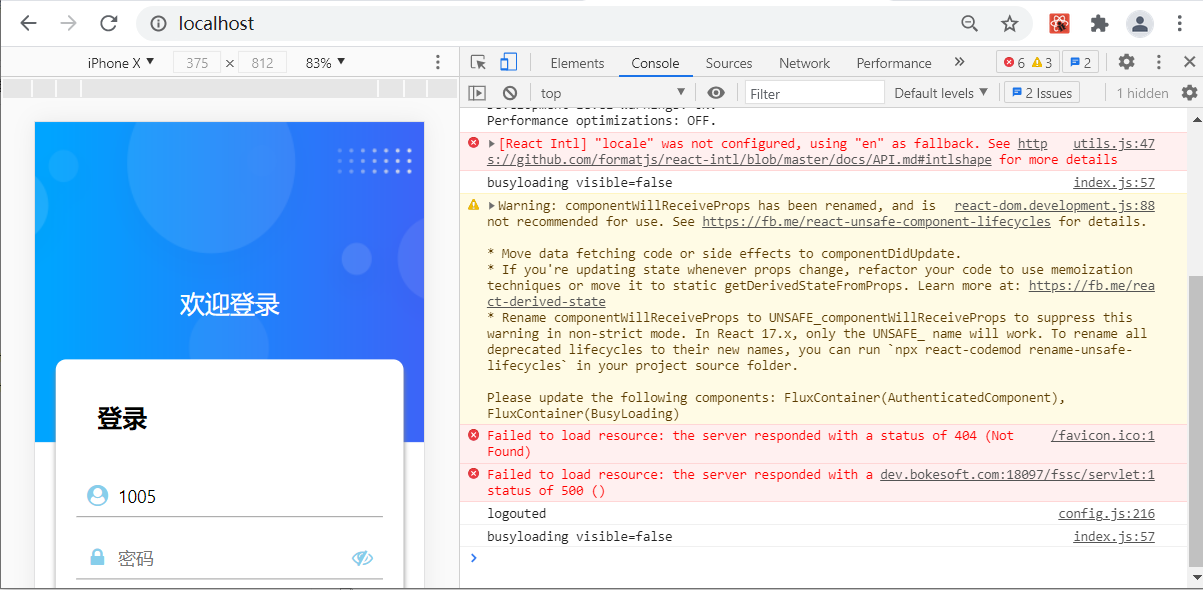 localhost
iPhone X 375 × 812 83%
Elements Console Sources Network Performance » 6 3 2
top Filter Default levels 2 Issues 1 hidden
Performance optimizations: OFF.
[React Intl] "locale" was not configured, using "en" as fallback. See http utils.js:47
s://github.com/formatjs/react-intl/blob/master/docs/API.md#intlshape for more details
busyloading visible=false index.js:57
Warning: componentWillReceiveProps has been renamed, and is react-dom.development.js:88
not recommended for use. See https://fb.me/react-unsafe-component-lifecycles for details.
* Move data fetching code or side effects to componentDidUpdate.
* If you're updating state whenever props change, refactor your code to use memoization
techniques or move it to static getDerivedStateFromProps. Learn more at: https://fb.me/rea
ct-derived-state
* Rename componentWillReceiveProps to UNSAFE_componentWillReceiveProps to suppress this
warning in non-strict mode. In React 17.x, only the UNSAFE_ name will work. To rename all
deprecated lifecycles to their new names, you can run `npx react-codemod rename-unsafe-
lifecycles` in your project source folder.
Please update the following components: FluxContainer(AuthenticatedComponent),
FluxContainer(BusyLoading)
Failed to load resource: the server responded with a status of 404 (Not /favicon.ico:1
Found)
Failed to load resource: the server responded with a dev.bokesoft.com:18097/fssc/servlet:1
status of 500 ()
logouted config.js:216
busyloading visible=false index.js:57
欢迎登录
登录
1005
密码